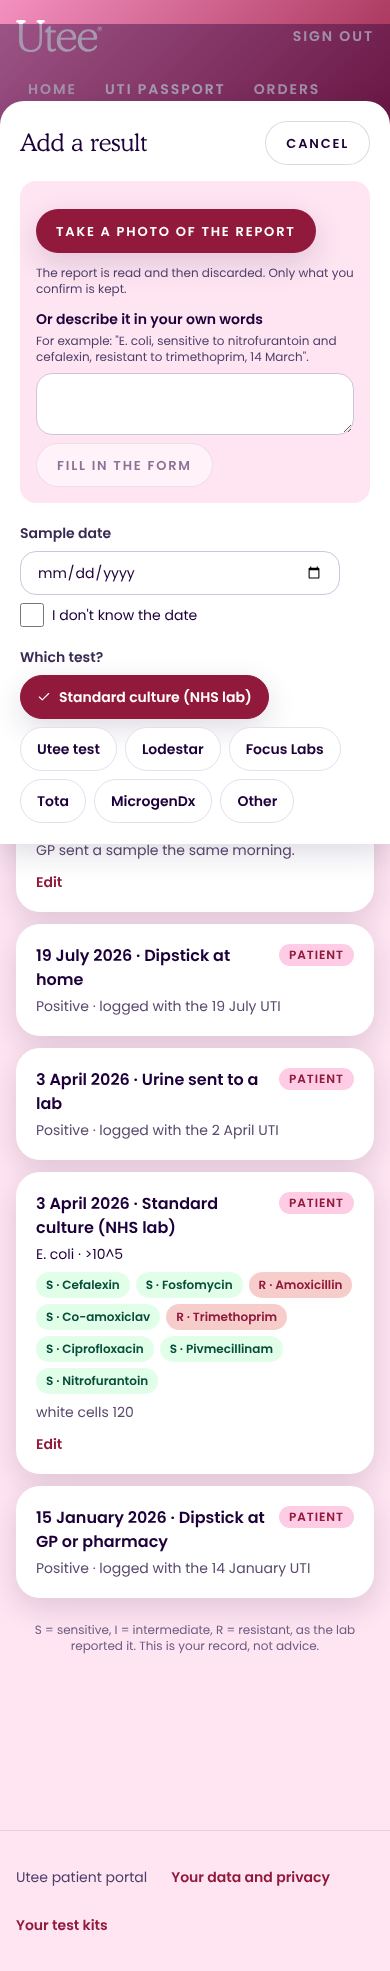 Utee®
SIGN OUT
HOME UTI PASSPORT ORDERS
Add a result
CANCEL
TAKE A PHOTO OF THE REPORT
The report is read and then discarded. Only what you
confirm is kept.
Or describe it in your own words
For example: "E. coli, sensitive to nitrofurantoin and
cefalexin, resistant to trimethoprim, 14 March".
FILL IN THE FORM
Sample date
mm/dd/yyyy
I don't know the date
Which test?
✓ Standard culture (NHS lab)
Utee test Lodestar Focus Labs
Tota MicrogenDx Other
GP sent a sample the same morning.
Edit
19 July 2026 · Dipstick at
home
PATIENT
Positive · logged with the 19 July UTI
3 April 2026 · Urine sent to a
lab
PATIENT
Positive · logged with the 2 April UTI
3 April 2026 · Standard
culture (NHS lab)
PATIENT
E. coli · >10^5
S · Cefalexin S · Fosfomycin R · Amoxicillin
S · Co-amoxiclav R · Trimethoprim
S · Ciprofloxacin S · Pivmecillinam
S · Nitrofurantoin
white cells 120
Edit
15 January 2026 · Dipstick at
GP or pharmacy
PATIENT
Positive · logged with the 14 January UTI
S = sensitive, I = intermediate, R = resistant, as the lab
reported it. This is your record, not advice.
Utee patient portal Your data and privacy
Your test kits